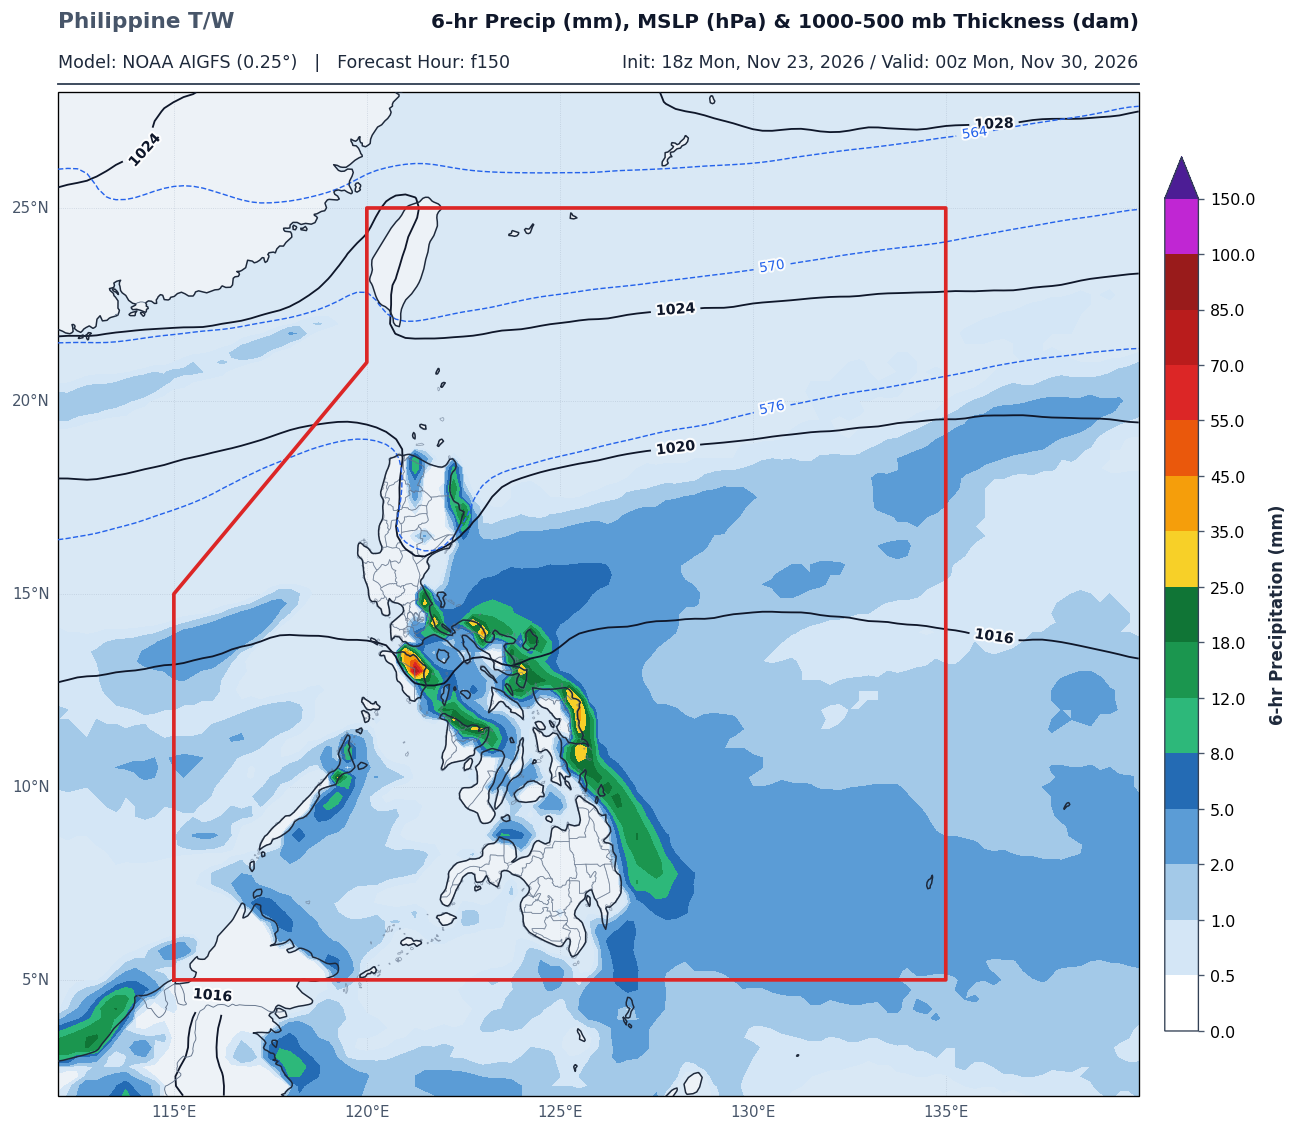 Philippine T/W
6-hr Precip (mm), MSLP (hPa) & 1000-500 mb Thickness (dam)
Model: NOAA AIGFS (0.25°) | Forecast Hour: f150
Init: 18z Mon, Nov 23, 2026 / Valid: 00z Mon, Nov 30, 2026
1024
1028
564
570
1024
576
1020
1016
1016
25°N
20°N
15°N
10°N
5°N
115°E
120°E
125°E
130°E
135°E
150.0
100.0
85.0
70.0
55.0
45.0
35.0
25.0
18.0
12.0
8.0
5.0
2.0
1.0
0.5
0.0
6-hr Precipitation (mm)